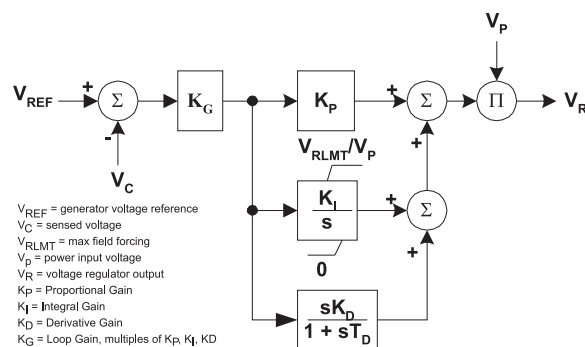 V_P
V_REF + Σ K_G K_P + Σ Π V_R
-
V_C
+
V_RLMT/V_P
K_I
s
+ Σ
0
+
sK_D
1 + sT_D
V_REF = generator voltage reference
V_C = sensed voltage
V_RLMT = max field forcing
V_p = power input voltage
V_R = voltage regulator output
K_P = Proportional Gain
K_I = Integral Gain
K_D = Derivative Gain
K_G = Loop Gain, multiples of K_P, K_I, KD